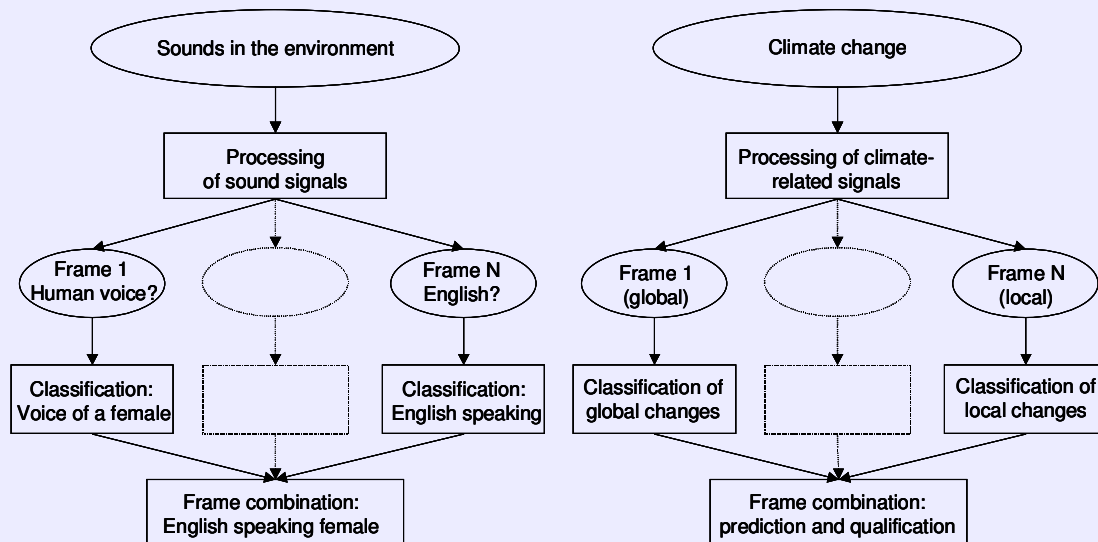 Sounds in the environment
Processing
of sound signals
Frame 1
Human voice?
Frame N
English?
Classification:
Voice of a female
Classification:
English speaking
Frame combination:
English speaking female
Climate change
Processing of climate-
related signals
Frame 1
(global)
Frame N
(local)
Classification of
global changes
Classification of
local changes
Frame combination:
prediction and qualification